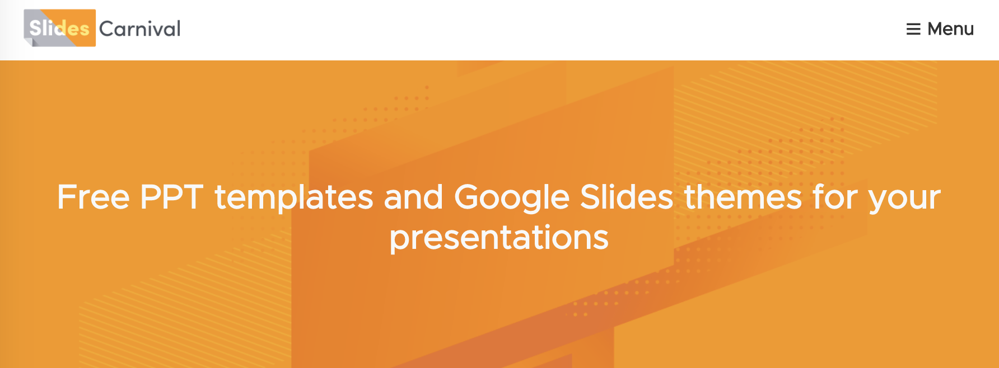 Slides Carnival
Menu
Free PPT templates and Google Slides themes for your
presentations